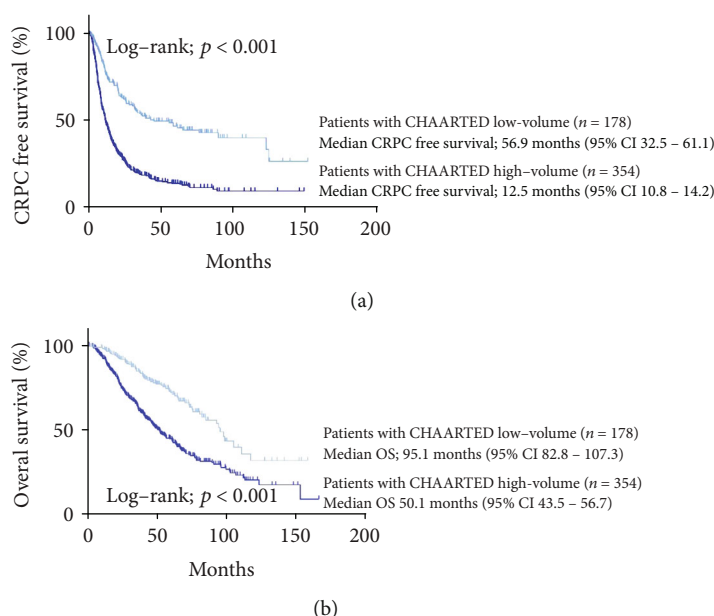 CRPC free survival (%)
100
50
0
Log–rank; p < 0.001
Patients with CHAARTED low-volume (n = 178)
Median CRPC free survival; 56.9 months (95% CI 32.5 – 61.1)
Patients with CHAARTED high–volume (n = 354)
Median CRPC free survival; 12.5 months (95% CI 10.8 – 14.2)
0 50 100 150 200
Months
(a)
Overal survival (%)
100
50
0
Patients with CHAARTED low–volume (n = 178)
Median OS; 95.1 months (95% CI 82.8 – 107.3)
Patients with CHAARTED high-volume (n = 354)
Median OS 50.1 months (95% CI 43.5 – 56.7)
Log–rank; p < 0.001
0 50 100 150 200
Months
(b)